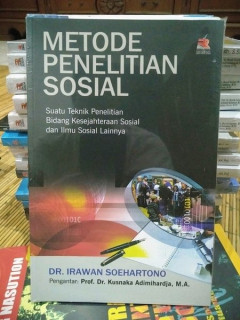 METODE
PENELITIAN
SOSIAL
Suatu Teknik Penelitian
Bidang Kesejahteraan Sosial
dan Ilmu Sosial Lainnya
DR. IRAWAN SOEHARTONO
Pengantar: Prof. Dr. Kusnaka Adimihardja, M.A.
NASUTION